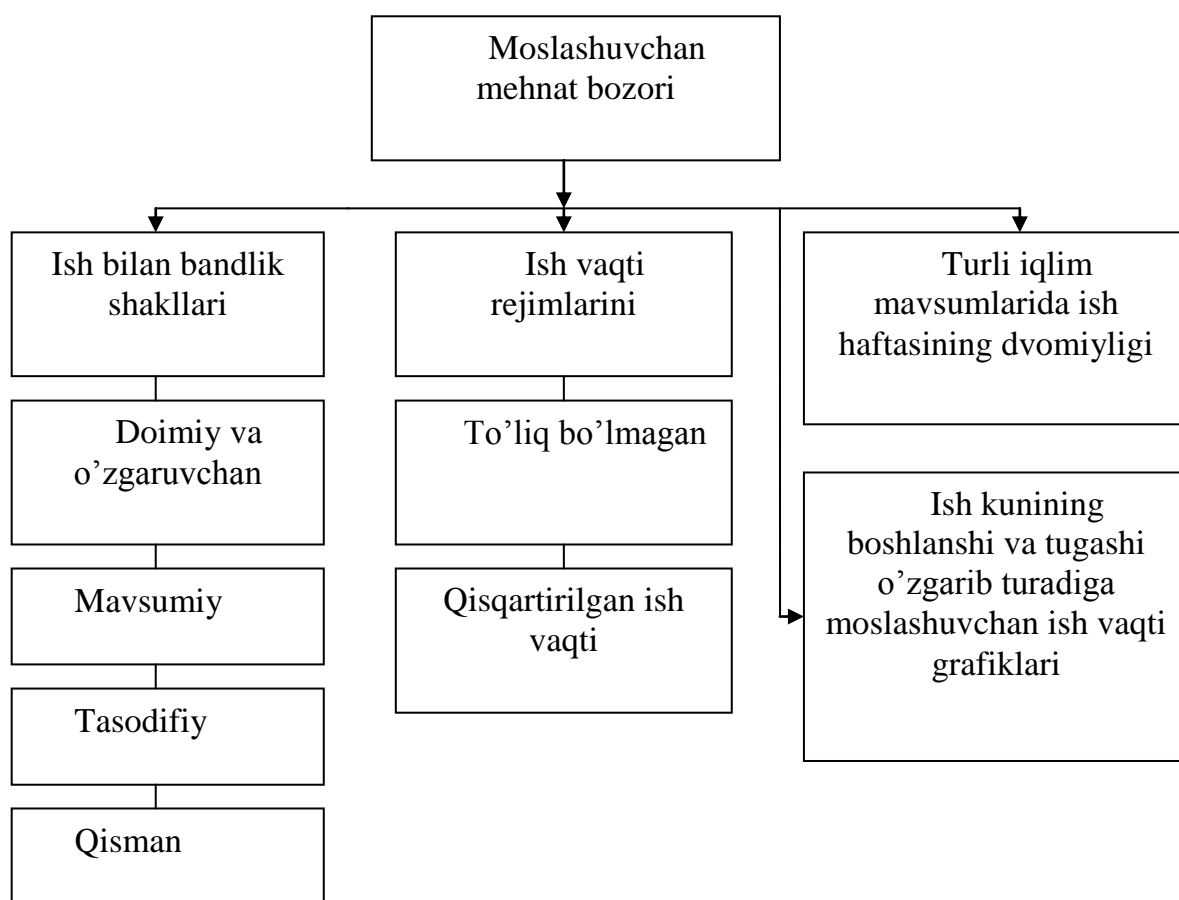 Moslashuvchan
mehnat bozori
Ish bilan bandlik
shakllari
Doimiy va
o’zgaruvchan
Mavsumiy
Tasodifiy
Qisman
Ish vaqti
rejimlarini
To’liq bo’lmagan
Qisqartirilgan ish
vaqti
Turli iqlim
mavsumlarida ish
haftasining dvomiyligi
Ish kunining
boshlanshi va tugashi
o’zgarib turadiga
moslashuvchan ish vaqti
grafiklari